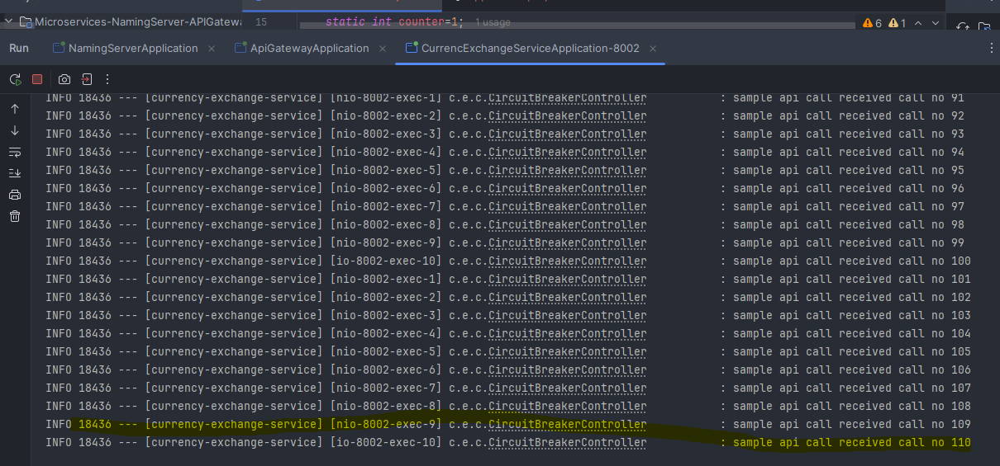 Microservices-NamingServer-APIGatewa 15 static int counter=1; 1 usage 6 1
Run NamingServerApplication × ApiGatewayApplication × CurrencExchangeServiceApplication-8002 ×
INFO 18436 --- [currency-exchange-service] [nio-8002-exec-1] c.e.c.CircuitBreakerController : sample api call received call no 91
INFO 18436 --- [currency-exchange-service] [nio-8002-exec-2] c.e.c.CircuitBreakerController : sample api call received call no 92
INFO 18436 --- [currency-exchange-service] [nio-8002-exec-3] c.e.c.CircuitBreakerController : sample api call received call no 93
INFO 18436 --- [currency-exchange-service] [nio-8002-exec-4] c.e.c.CircuitBreakerController : sample api call received call no 94
INFO 18436 --- [currency-exchange-service] [nio-8002-exec-5] c.e.c.CircuitBreakerController : sample api call received call no 95
INFO 18436 --- [currency-exchange-service] [nio-8002-exec-6] c.e.c.CircuitBreakerController : sample api call received call no 96
INFO 18436 --- [currency-exchange-service] [nio-8002-exec-7] c.e.c.CircuitBreakerController : sample api call received call no 97
INFO 18436 --- [currency-exchange-service] [nio-8002-exec-8] c.e.c.CircuitBreakerController : sample api call received call no 98
INFO 18436 --- [currency-exchange-service] [nio-8002-exec-9] c.e.c.CircuitBreakerController : sample api call received call no 99
INFO 18436 --- [currency-exchange-service] [io-8002-exec-10] c.e.c.CircuitBreakerController : sample api call received call no 100
INFO 18436 --- [currency-exchange-service] [nio-8002-exec-1] c.e.c.CircuitBreakerController : sample api call received call no 101
INFO 18436 --- [currency-exchange-service] [nio-8002-exec-2] c.e.c.CircuitBreakerController : sample api call received call no 102
INFO 18436 --- [currency-exchange-service] [nio-8002-exec-3] c.e.c.CircuitBreakerController : sample api call received call no 103
INFO 18436 --- [currency-exchange-service] [nio-8002-exec-4] c.e.c.CircuitBreakerController : sample api call received call no 104
INFO 18436 --- [currency-exchange-service] [nio-8002-exec-5] c.e.c.CircuitBreakerController : sample api call received call no 105
INFO 18436 --- [currency-exchange-service] [nio-8002-exec-6] c.e.c.CircuitBreakerController : sample api call received call no 106
INFO 18436 --- [currency-exchange-service] [nio-8002-exec-7] c.e.c.CircuitBreakerController : sample api call received call no 107
INFO 18436 --- [currency-exchange-service] [nio-8002-exec-8] c.e.c.CircuitBreakerController : sample api call received call no 108
INFO 18436 --- [currency-exchange-service] [nio-8002-exec-9] c.e.c.CircuitBreakerController : sample api call received call no 109
INFO 18436 --- [currency-exchange-service] [io-8002-exec-10] c.e.c.CircuitBreakerController : sample api call received call no 110